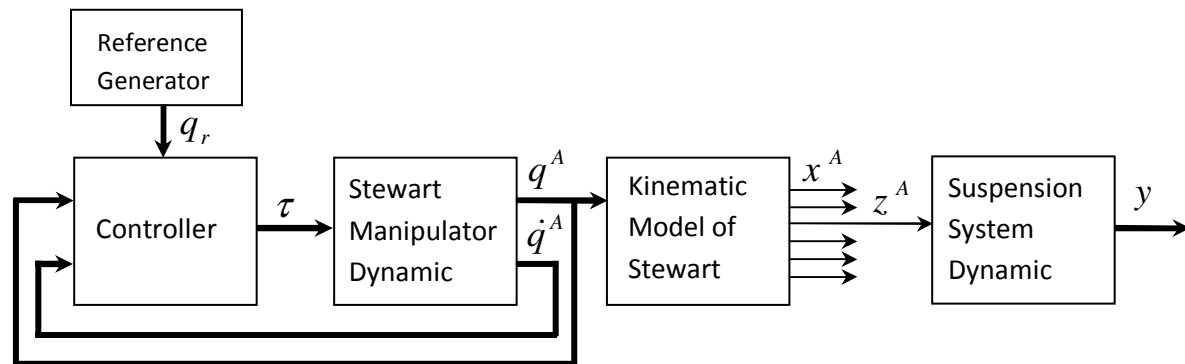 Reference
Generator
q_r
Controller
τ
Stewart
Manipulator
Dynamic
q^A
q̇^A
Kinematic
Model of
Stewart
x^A
z^A
Suspension
System
Dynamic
y